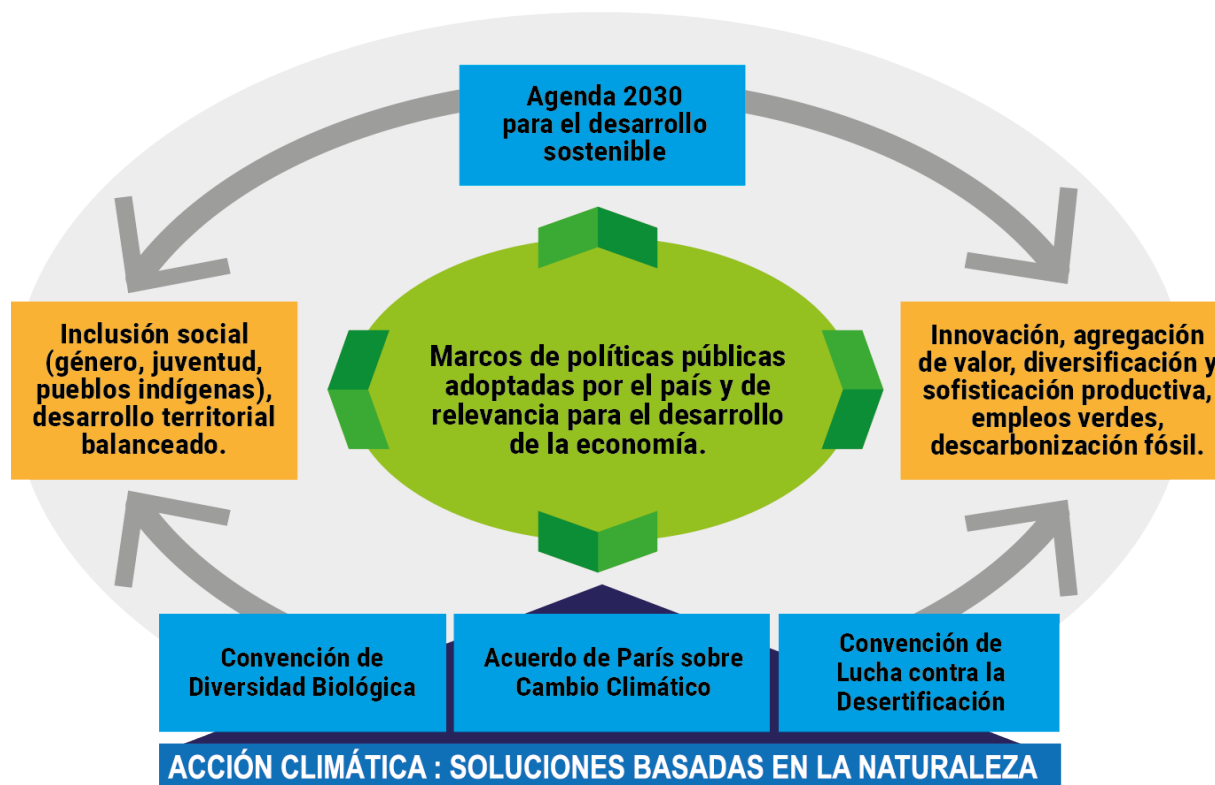 Agenda 2030
para el desarrollo
sostenible
Inclusión social
(género, juventud,
pueblos indígenas),
desarrollo territorial
balanceado.
Marcos de políticas públicas
adoptadas por el país y de
relevancia para el desarrollo
de la economía.
Innovación, agregación
de valor, diversificación y
sofisticación productiva,
empleos verdes,
descarbonización fósil.
Convención de
Diversidad Biológica
Acuerdo de París sobre
Cambio Climático
Convención de
Lucha contra la
Desertificación
ACCIÓN CLIMÁTICA : SOLUCIONES BASADAS EN LA NATURALEZA